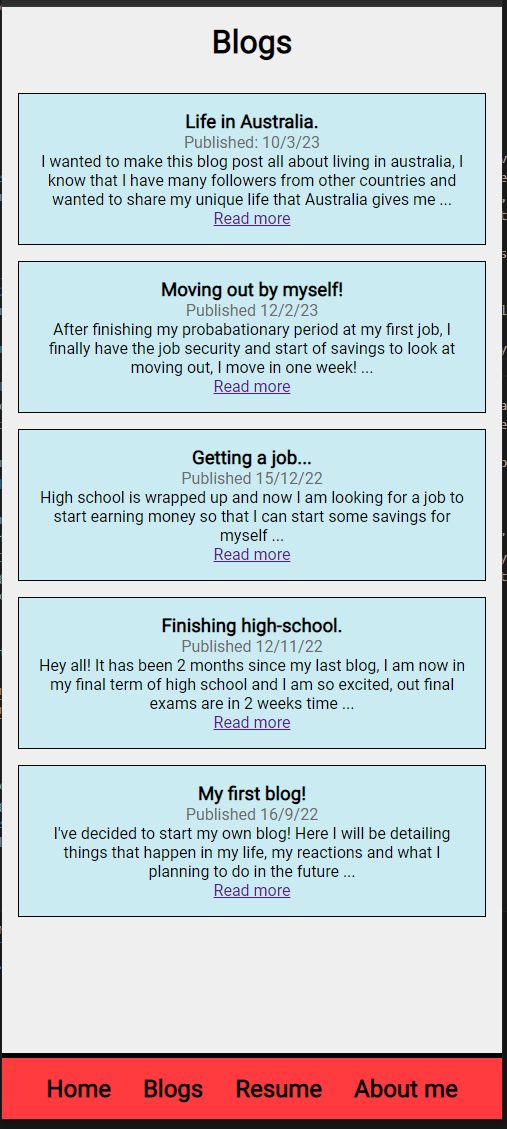 Blogs
Life in Australia.
Published: 10/3/23
I wanted to make this blog post all about living in australia, I
know that I have many followers from other countries and
wanted to share my unique life that Australia gives me ...
Read more
Moving out by myself!
Published 12/2/23
After finishing my probabationary period at my first job, I
finally have the job security and start of savings to look at
moving out, I move in one week! ...
Read more
Getting a job...
Published 15/12/22
High school is wrapped up and now I am looking for a job to
start earning money so that I can start some savings for
myself ...
Read more
Finishing high-school.
Published 12/11/22
Hey all! It has been 2 months since my last blog, I am now in
my final term of high school and I am so excited, out final
exams are in 2 weeks time ...
Read more
My first blog!
Published 16/9/22
I've decided to start my own blog! Here I will be detailing
things that happen in my life, my reactions and what I
planning to do in the future ...
Read more
Home Blogs Resume About me